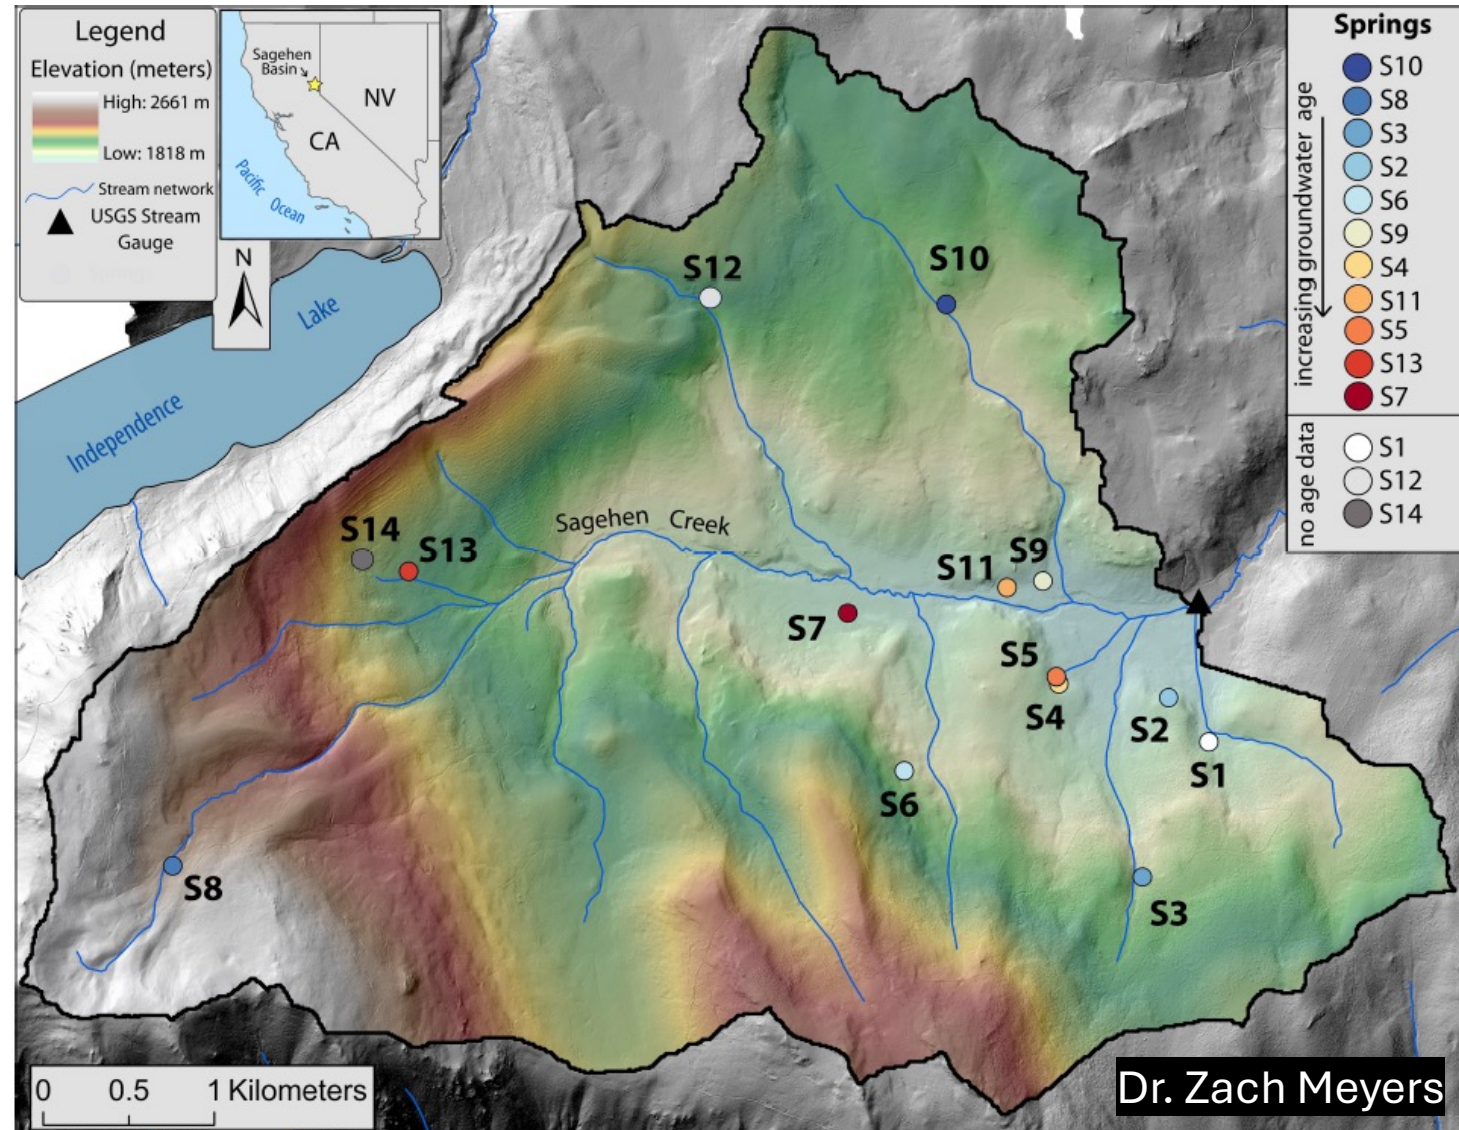 Legend
Elevation (meters)
High: 2661 m
Low: 1818 m
Stream network
USGS Stream
Gauge
Sagehen
Basin
NV
CA
Pacific Ocean
N
Independence Lake
Springs
increasing groundwater age
S10
S8
S3
S2
S6
S9
S4
S11
S5
S13
S7
no age data
S1
S12
S14
S12
S10
S14
S13
Sagehen Creek
S11
S9
S7
S5
S4
S2
S1
S6
S8
S3
0 0.5 1 Kilometers
Dr. Zach Meyers